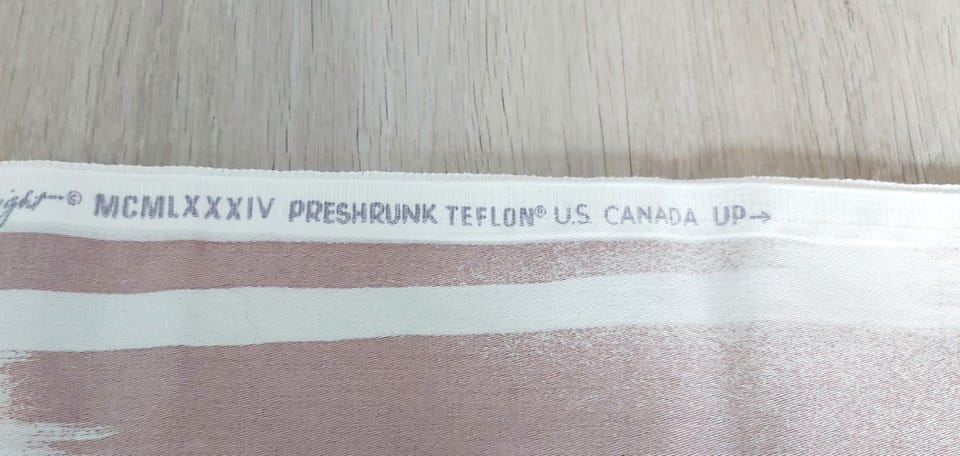 © MCMLXXXIV PRESHRUNK TEFLON® U.S. CANADA UP→